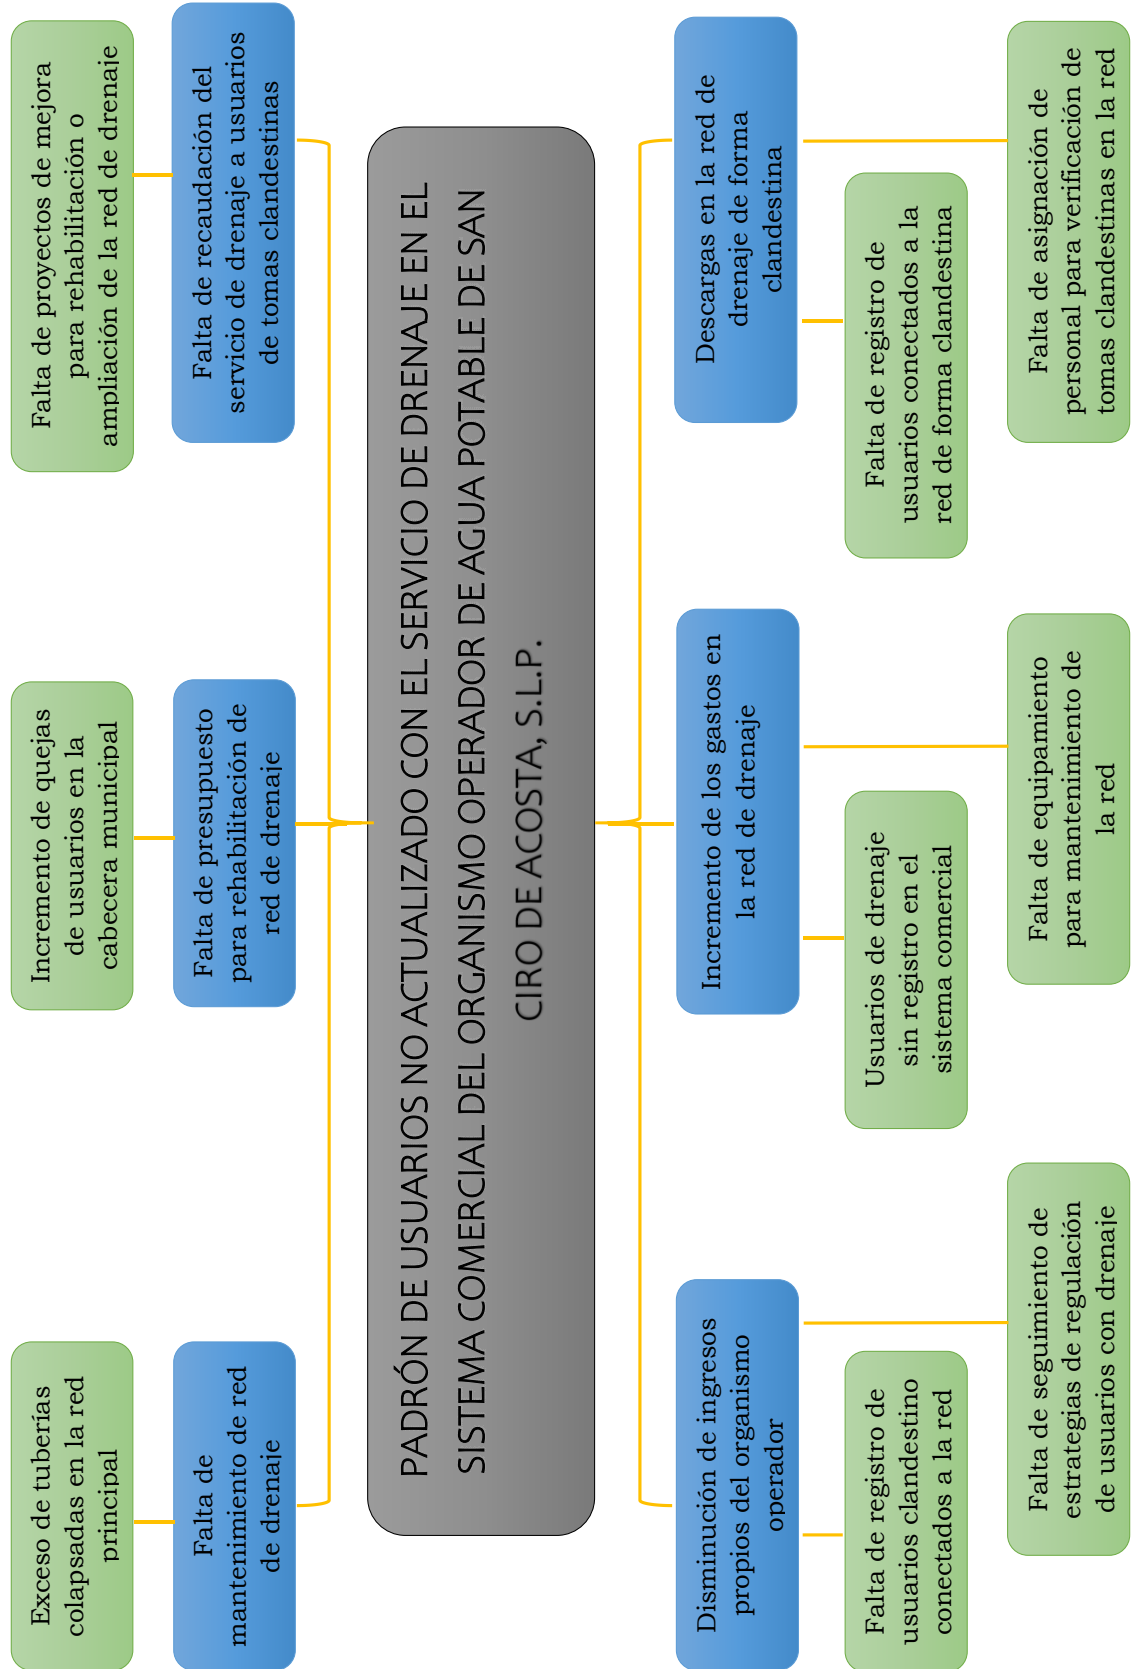 Exceso de tuberías
colapsadas en la red
principal
Incremento de quejas
de usuarios en la
cabecera municipal
Falta de proyectos de mejora
para rehabilitación o
ampliación de la red de drenaje
Falta de
mantenimiento de red
de drenaje
Falta de presupuesto
para rehabilitación de
red de drenaje
Falta de recaudación del
servicio de drenaje a usuarios
de tomas clandestinas
PADRÓN DE USUARIOS NO ACTUALIZADO CON EL SERVICIO DE DRENAJE EN EL
SISTEMA COMERCIAL DEL ORGANISMO OPERADOR DE AGUA POTABLE DE SAN
CIRO DE ACOSTA, S.L.P.
Disminución de ingresos
propios del organismo
operador
Incremento de los gastos en
la red de drenaje
Descargas en la red de
drenaje de forma
clandestina
Falta de registro de
usuarios clandestino
conectados a la red
Usuarios de drenaje
sin registro en el
sistema comercial
Falta de registro de
usuarios conectados a la
red de forma clandestina
Falta de seguimiento de
estrategias de regulación
de usuarios con drenaje
Falta de equipamiento
para mantenimiento de
la red
Falta de asignación de
personal para verificación de
tomas clandestinas en la red